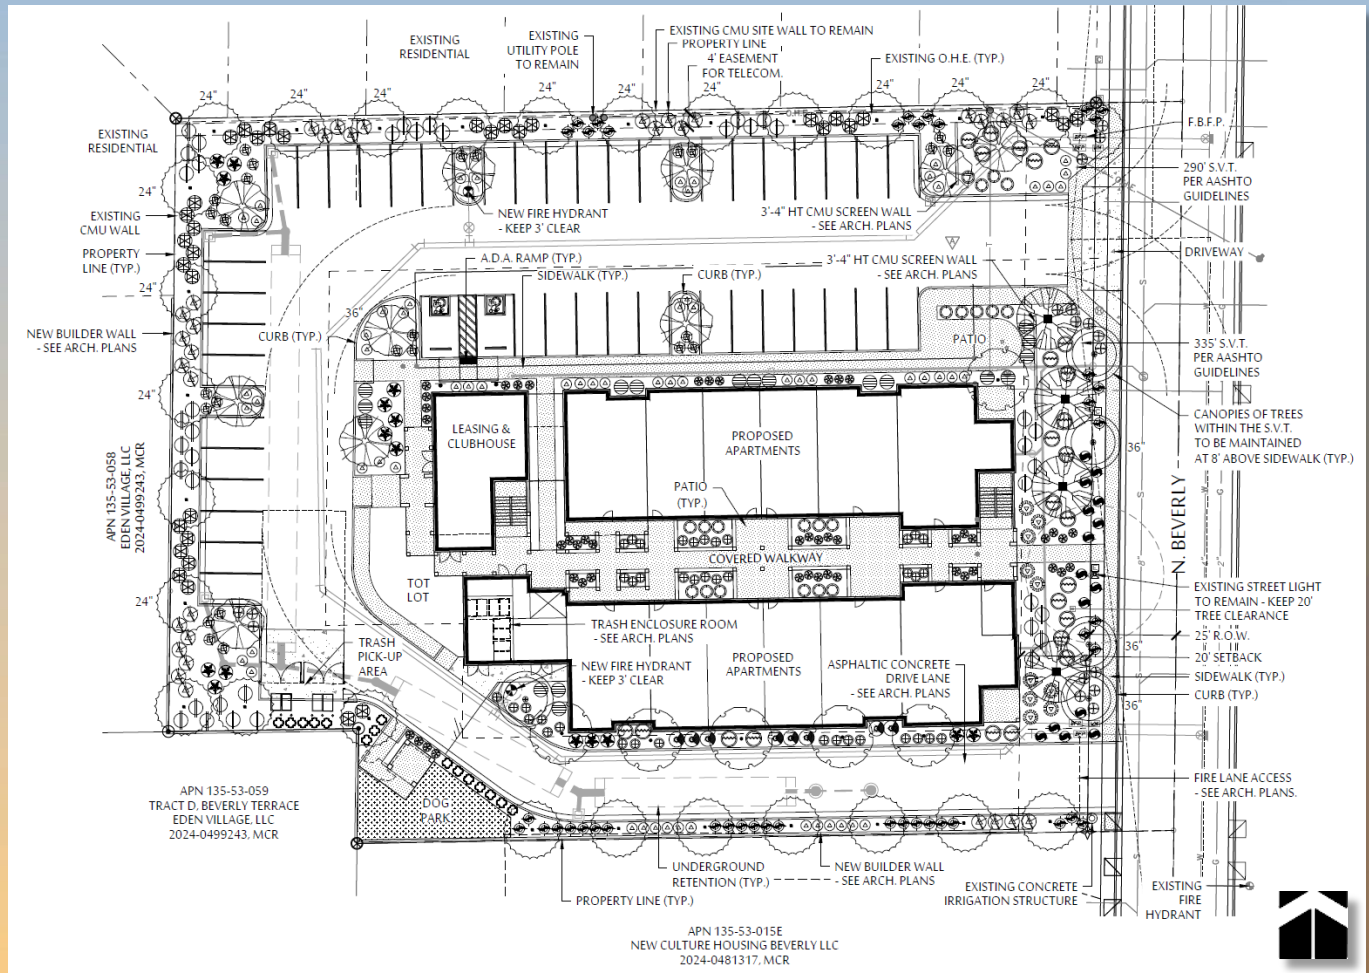 EXISTING
RESIDENTIAL
EXISTING
UTILITY POLE
TO REMAIN
EXISTING CMU SITE WALL TO REMAIN
PROPERTY LINE
4' EASEMENT
FOR TELECOM.
EXISTING O.H.E. (TYP.)
24"
24"
24"
24"
24"
24"
24"
24"
24"
EXISTING
RESIDENTIAL
F.B.F.P.
290' S.V.T.
PER AASHTO
GUIDELINES
24"
EXISTING
CMU WALL
PROPERTY
LINE (TYP.)
24"
NEW FIRE HYDRANT
- KEEP 3' CLEAR
3'-4" HT CMU SCREEN WALL
- SEE ARCH. PLANS
DRIVEWAY
A.D.A. RAMP (TYP.)
SIDEWALK (TYP.)
CURB (TYP.)
3'-4" HT CMU SCREEN WALL
- SEE ARCH. PLANS
NEW BUILDER WALL
- SEE ARCH. PLANS
36"
CURB (TYP.)
PATIO
335' S.V.T.
PER AASHTO
GUIDELINES
24"
LEASING &
CLUBHOUSE
PROPOSED
APARTMENTS
CANOPIES OF TREES
WITHIN THE S.V.T.
TO BE MAINTAINED
AT 8' ABOVE SIDEWALK (TYP.)
36"
APN 135-53-058
EDEN VILLAGE, LLC
2024-0499243, MCR
PATIO
(TYP.)
N. BEVERLY
COVERED WALKWAY
TOT
LOT
24"
EXISTING STREET LIGHT
TO REMAIN - KEEP 20'
TREE CLEARANCE
TRASH ENCLOSURE ROOM
- SEE ARCH. PLANS
TRASH
PICK-UP
AREA
NEW FIRE HYDRANT
- KEEP 3' CLEAR
PROPOSED
APARTMENTS
ASPHALTIC CONCRETE
DRIVE LANE
- SEE ARCH. PLANS
25' R.O.W.
36"
20' SETBACK
SIDEWALK (TYP.)
CURB (TYP.)
36"
APN 135-53-059
TRACT D, BEVERLY TERRACE
EDEN VILLAGE, LLC
2024-0499243, MCR
DOG
PARK
FIRE LANE ACCESS
- SEE ARCH. PLANS.
UNDERGROUND
RETENTION (TYP.)
NEW BUILDER WALL
- SEE ARCH. PLANS
PROPERTY LINE (TYP.)
EXISTING CONCRETE
IRRIGATION STRUCTURE
EXISTING
FIRE
HYDRANT
APN 135-53-015E
NEW CULTURE HOUSING BEVERLY LLC
2024-0481317, MCR